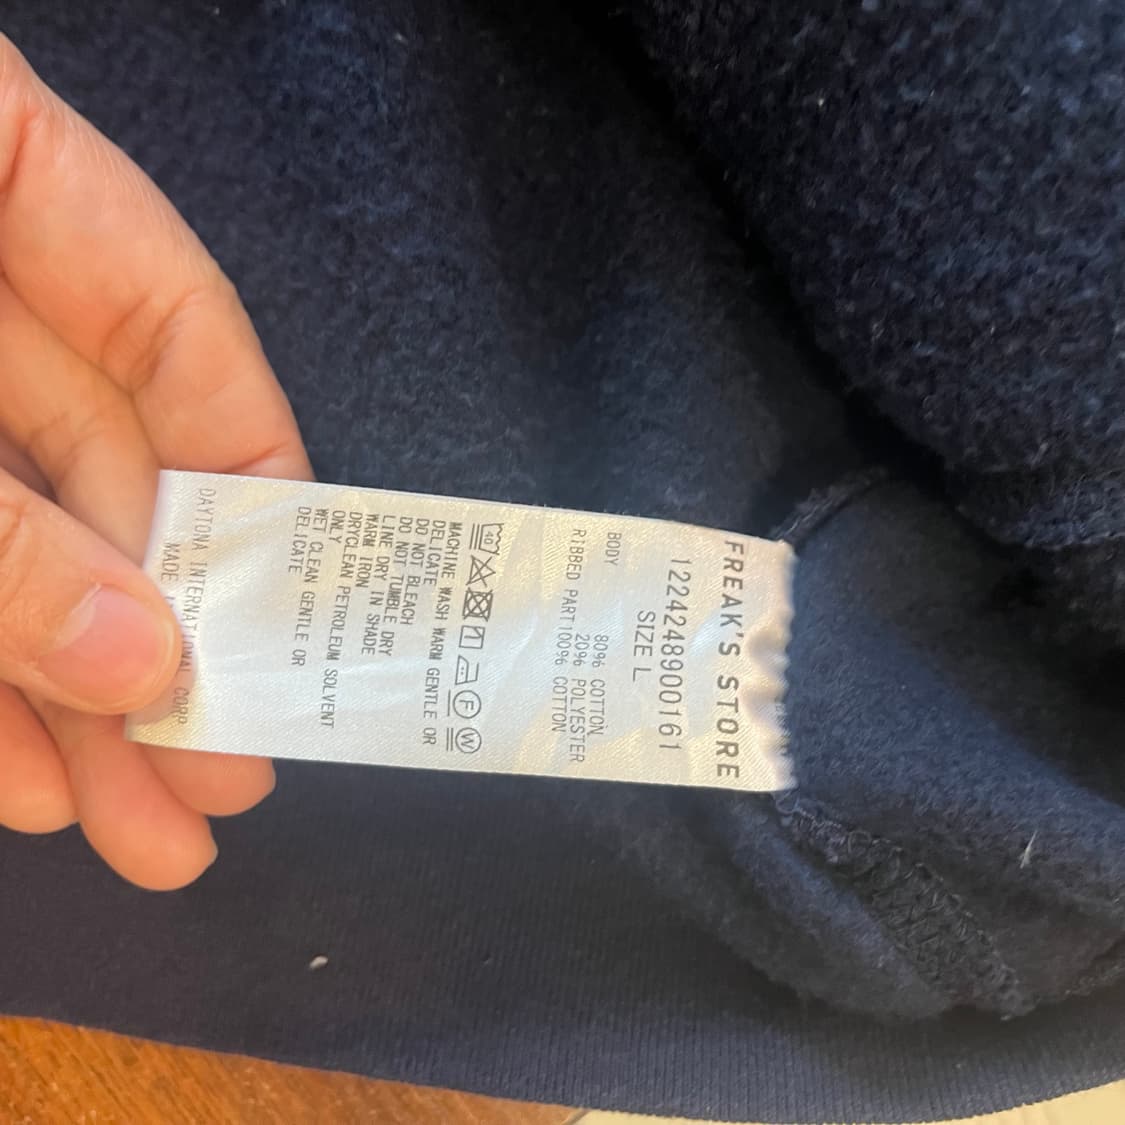 FREAK'S STORE
12242489900161
SIZE L
BODY
80% COTTON
20% POLYESTER
RIBBED PART 100% COTTON
40
F W
MACHINE WASH WARM GENTLE OR
DELICATE
DO NOT BLEACH
DO NOT TUMBLE DRY
LINE DRY IN SHADE
WARM IRON
DRYCLEAN PETROLEUM SOLVENT
ONLY
WET CLEAN GENTLE OR
DELICATE
DAYTONA INTERNATIONAL CORP
MADE